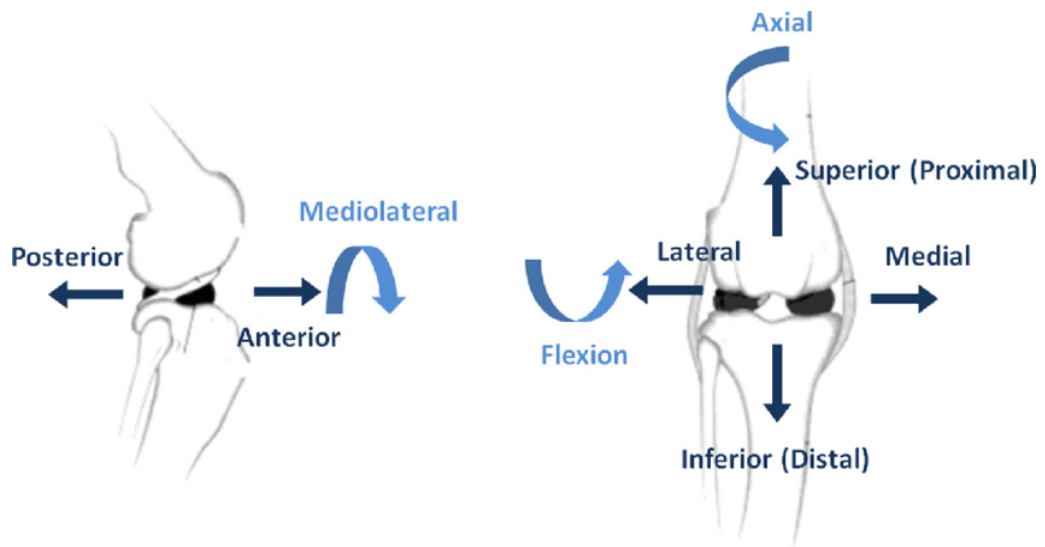 Axial
Superior (Proximal)
Mediolateral
Posterior
Lateral
Medial
Anterior
Flexion
Inferior (Distal)